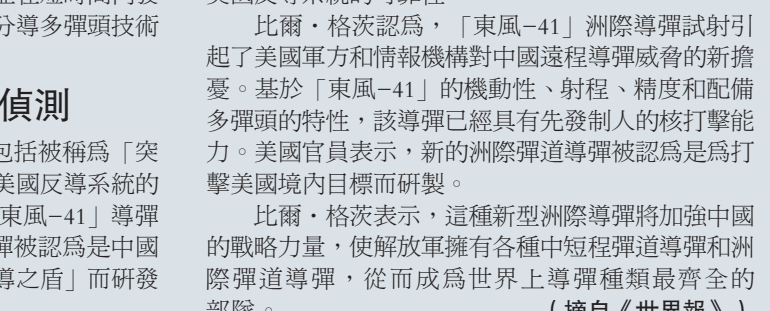 分導多彈頭技術
偵測
包括被稱爲「突
美國反導系統的
東風–41」導彈
彈被認爲是中國
導之盾」而研發
比爾・格茨認爲，「東風–41」洲際導彈試射引
起了美國軍方和情報機構對中國遠程導彈威脅的新擔
憂。基於「東風–41」的機動性、射程、精度和配備
多彈頭的特性，該導彈已經具有先發制人的核打擊能
力。美國官員表示，新的洲際彈道導彈被認爲是爲打
擊美國境內目標而研製。
比爾・格茨表示，這種新型洲際導彈將加強中國
的戰略力量，使解放軍擁有各種中短程彈道導彈和洲
際彈道導彈，從而成爲世界上導彈種類最齊全的
部隊。 （摘自《世界報》）